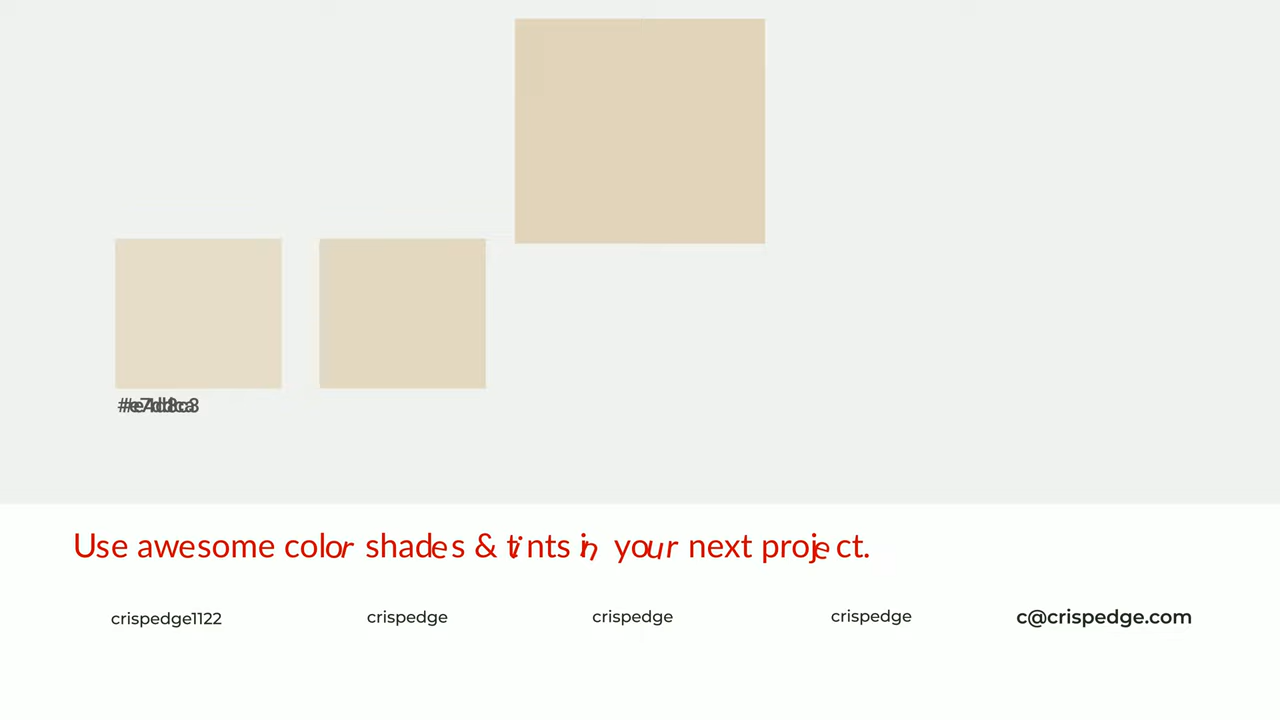 Use awesome color shades & tints in your next project.
crispedge1122 crispedge crispedge crispedge c@crispedge.com